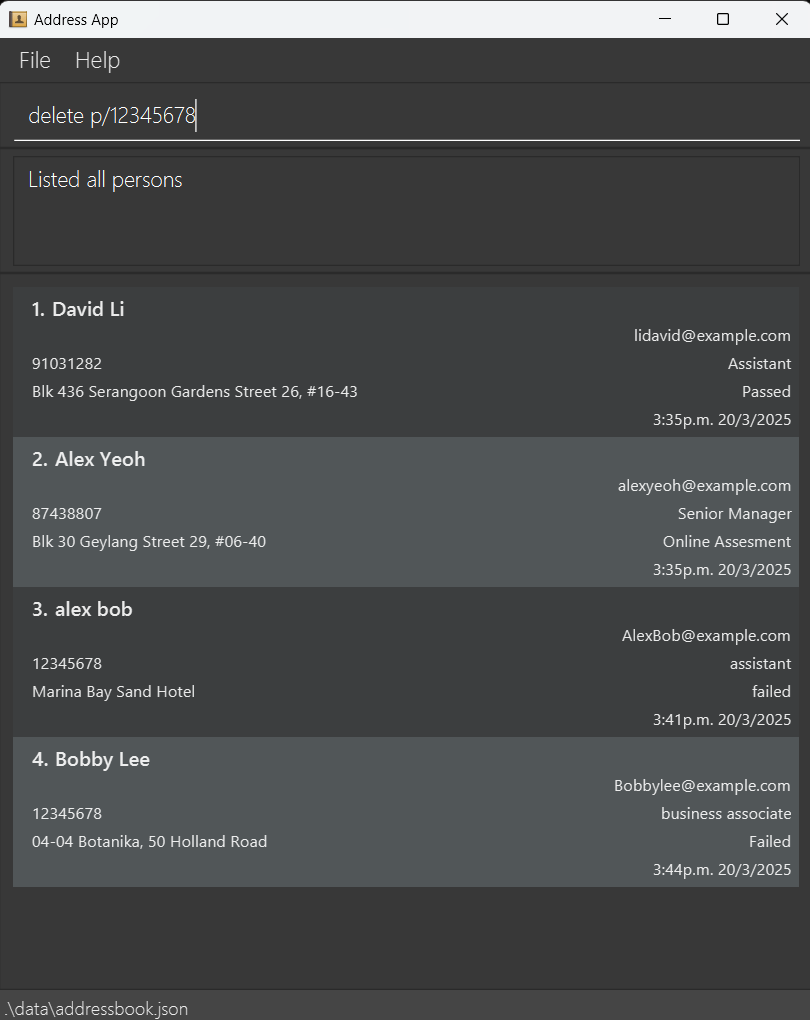 Address App
File Help
delete p/12345678
Listed all persons
1. David Li
lidavid@example.com
91031282 Assistant
Blk 436 Serangoon Gardens Street 26, #16-43 Passed
3:35p.m. 20/3/2025
2. Alex Yeoh
alexyeoh@example.com
87438807 Senior Manager
Blk 30 Geylang Street 29, #06-40 Online Assesment
3:35p.m. 20/3/2025
3. alex bob
AlexBob@example.com
12345678 assistant
Marina Bay Sand Hotel failed
3:41p.m. 20/3/2025
4. Bobby Lee
Bobbylee@example.com
12345678 business associate
04-04 Botanika, 50 Holland Road Failed
3:44p.m. 20/3/2025
.\data\addressbook.json